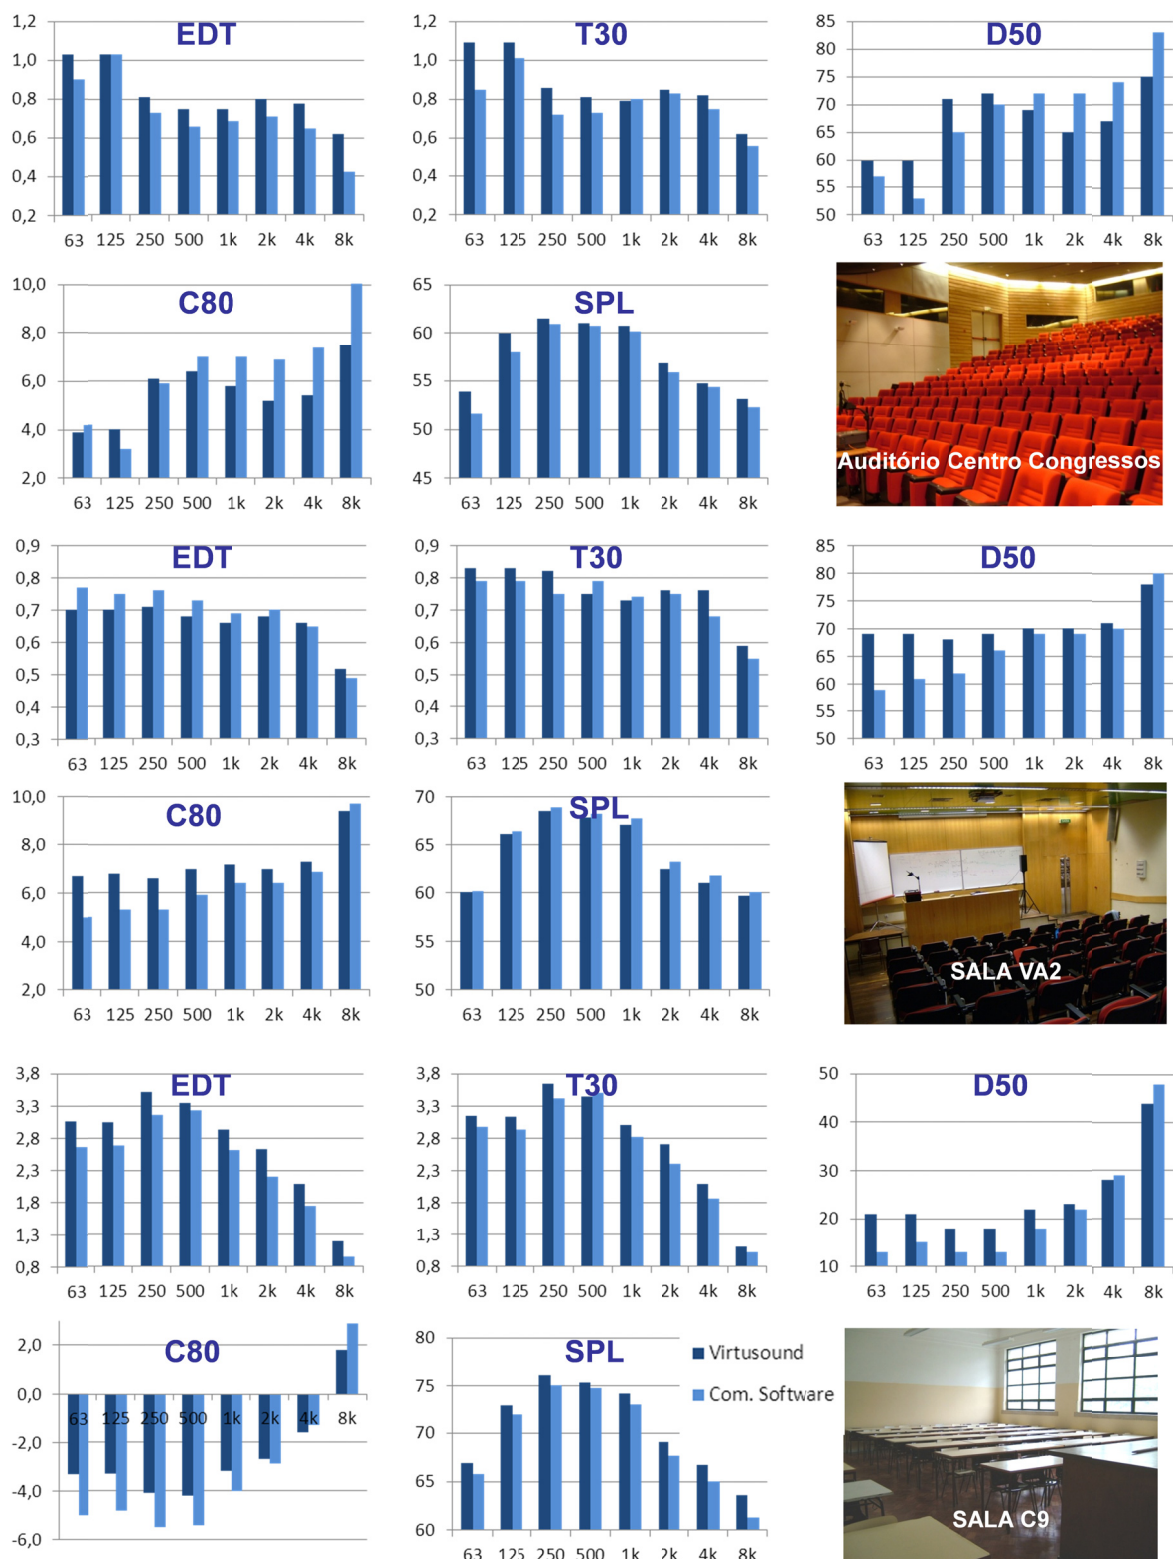 EDT
1,2
1,0
0,8
0,6
0,4
0,2
63 125 250 500 1k 2k 4k 8k
T30
1,2
1,0
0,8
0,6
0,4
0,2
63 125 250 500 1k 2k 4k 8k
D50
85
80
75
70
65
60
55
50
63 125 250 500 1k 2k 4k 8k
C80
10,0
8,0
6,0
4,0
2,0
63 125 250 500 1k 2k 4k 8k
SPL
65
60
55
50
45
63 125 250 500 1k 2k 4k 8k
Auditório Centro Congressos
EDT
0,9
0,8
0,7
0,6
0,5
0,4
0,3
63 125 250 500 1k 2k 4k 8k
T30
0,9
0,8
0,7
0,6
0,5
0,4
0,3
63 125 250 500 1k 2k 4k 8k
D50
85
80
75
70
65
60
55
50
63 125 250 500 1k 2k 4k 8k
C80
10,0
8,0
6,0
4,0
2,0
63 125 250 500 1k 2k 4k 8k
SPL
70
65
60
55
50
63 125 250 500 1k 2k 4k 8k
SALA VA2
EDT
3,8
3,3
2,8
2,3
1,8
1,3
0,8
63 125 250 500 1k 2k 4k 8k
T30
3,8
3,3
2,8
2,3
1,8
1,3
0,8
63 125 250 500 1k 2k 4k 8k
D50
50
40
30
20
10
63 125 250 500 1k 2k 4k 8k
C80
2,0
0,0
-2,0
-4,0
-6,0
63 125 250 500 1k 2k 4k 8k
SPL
80
75
70
65
60
63 125 250 500 1k 2k 4k 8k
Virtusound
Com. Software
SALA C9